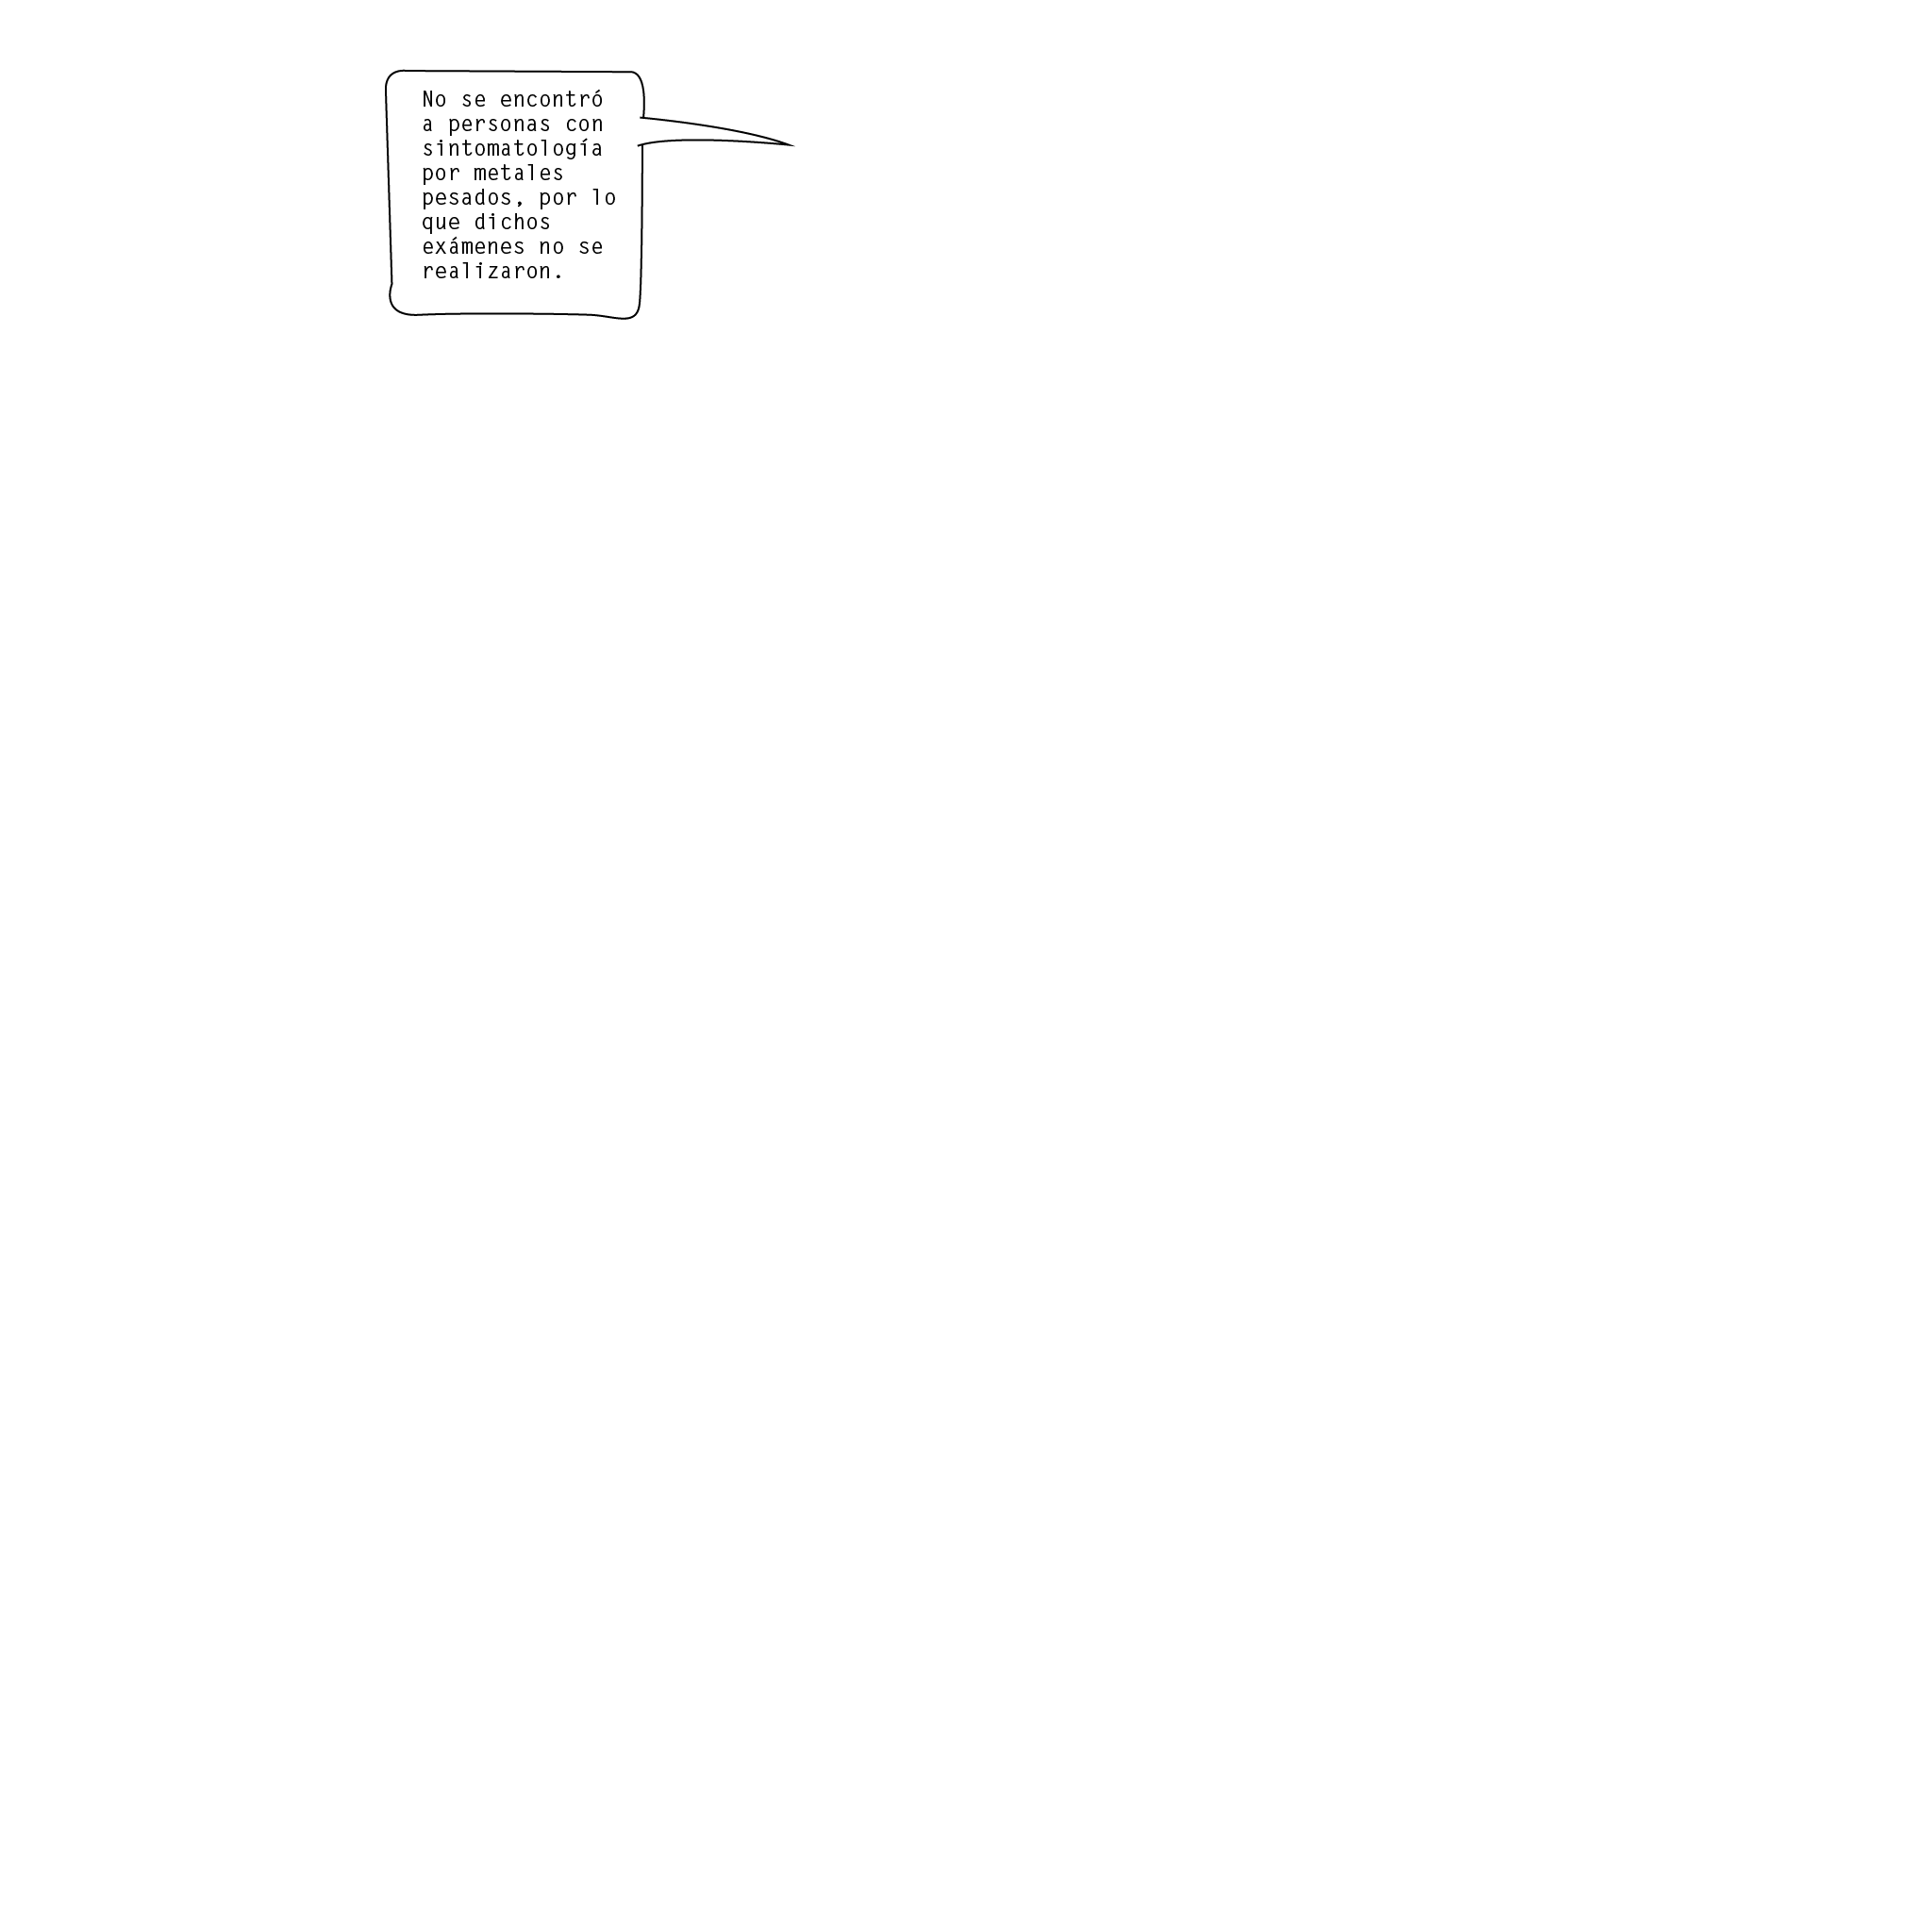 No se encontró
a personas con
sintomatología
por metales
pesados, por lo
que dichos
exámenes no se
realizaron.